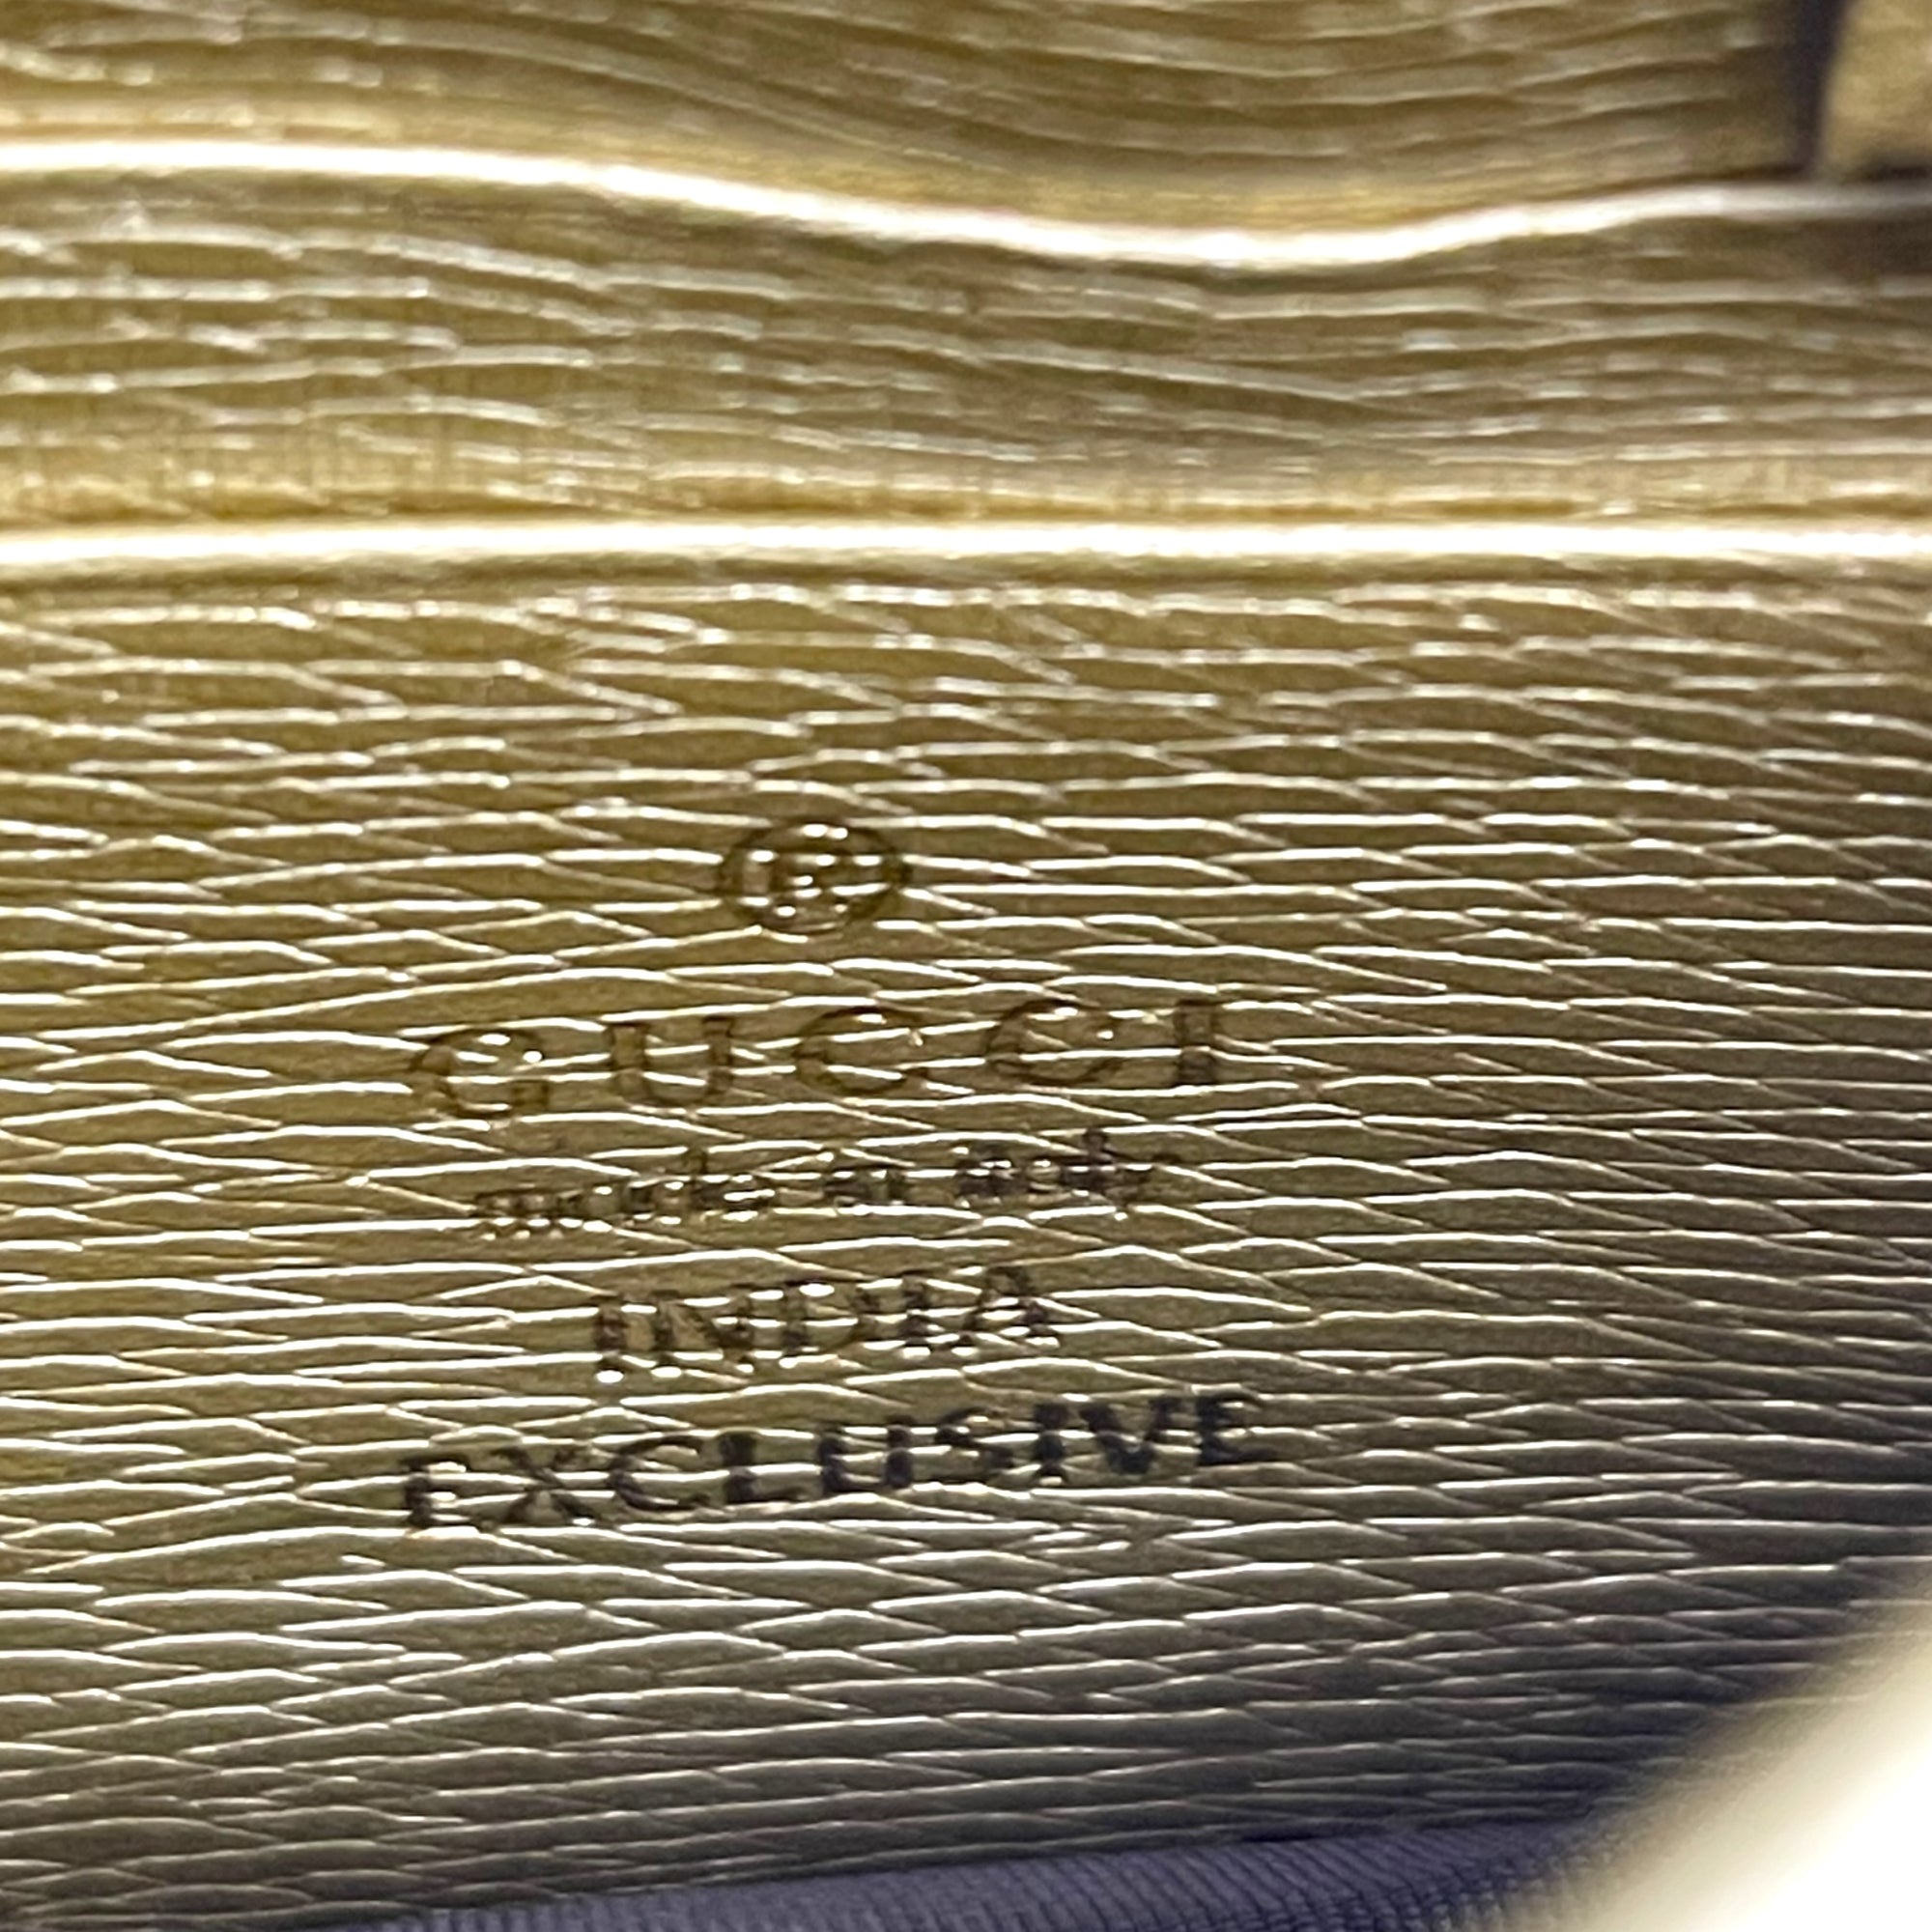 ®
GUCCI
made in italy
INDIA
EXCLUSIVE